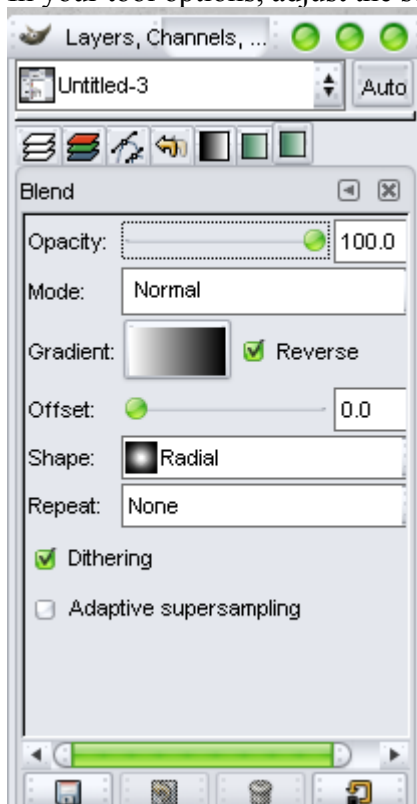 Layers, Channels, ...
Untitled-3
Auto
Blend
Opacity: 100.0
Mode: Normal
Gradient: Reverse
Offset: 0.0
Shape: Radial
Repeat: None
Dithering
Adaptive supersampling